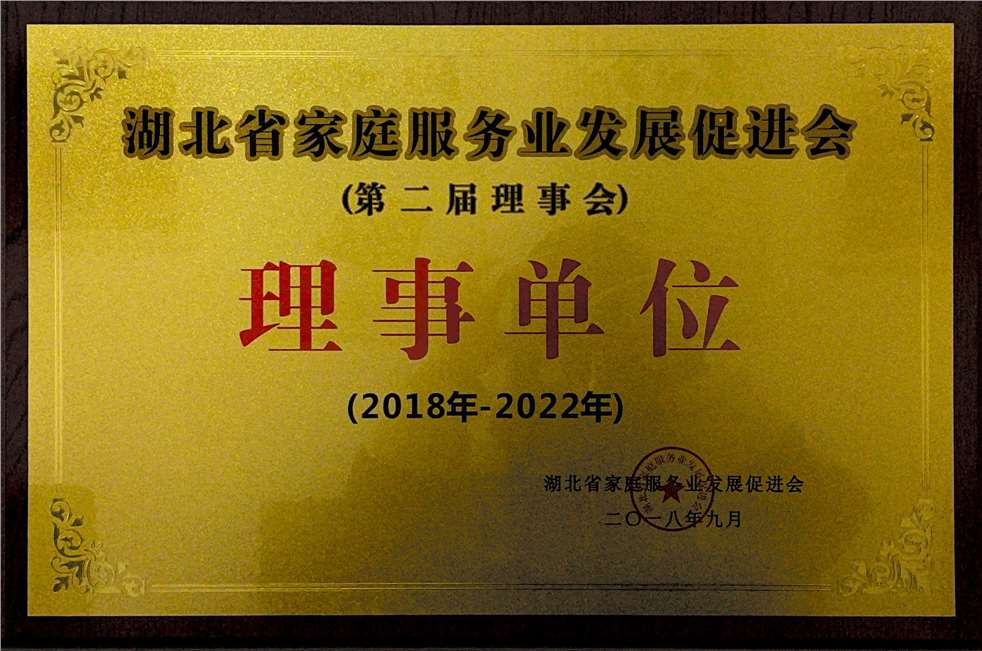 湖北省家庭服务业发展促进会
(第二届理事会)
理事单位
(2018年-2022年)
湖北省家庭服务业发展促进会
二〇一八年九月